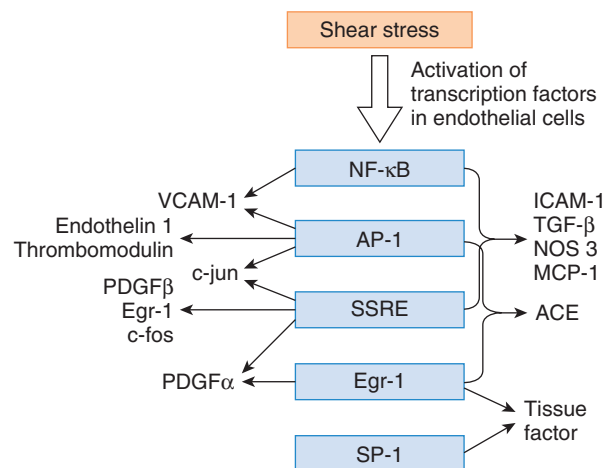 Shear stress
Activation of
transcription factors
in endothelial cells
NF-κB
VCAM-1
ICAM-1
TGF-β
NOS 3
MCP-1
Endothelin 1
Thrombomodulin
AP-1
c-jun
PDGFβ
Egr-1
c-fos
SSRE
ACE
PDGFα
Egr-1
Tissue
factor
SP-1